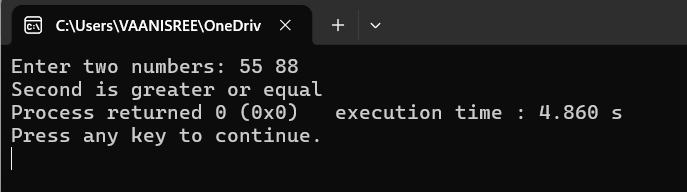 C:\Users\VAANISREE\OneDriv
Enter two numbers: 55 88
Second is greater or equal
Process returned 0 (0x0)   execution time : 4.860 s
Press any key to continue.